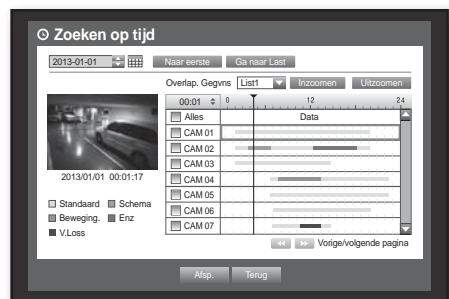 Zoeken op tijd
2013-01-01 Naar eerste Ga naar Last
Overlap. Gegvns List1 Inzoomen Uitzoomen
00:01 0 12 24
Alles Data
CAM 01
CAM 02
CAM 03
CAM 04
CAM 05
CAM 06
CAM 07
2013/01/01 00:01:17
Standaard Schema
Beweging. Enz
V.Loss
Vorige/volgende pagina
Afsp. Terug